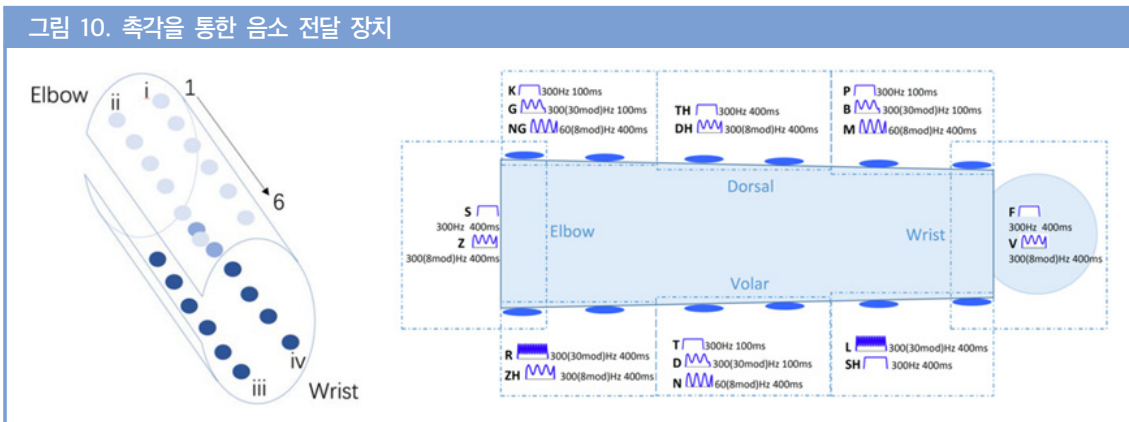 그림 10. 촉각을 통한 음소 전달 장치
Elbow
ii
i
1
6
iv
iii
Wrist
K 300Hz 100ms
G 300(30mod)Hz 100ms
NG 60(8mod)Hz 400ms
TH 300Hz 400ms
DH 300(8mod)Hz 400ms
P 300Hz 100ms
B 300(30mod)Hz 100ms
M 60(8mod)Hz 400ms
Dorsal
S
300Hz 400ms
Z
300(8mod)Hz 400ms
Elbow
Wrist
F
300Hz 400ms
V
300(8mod)Hz 400ms
Volar
R 300(30mod)Hz 400ms
ZH 300(8mod)Hz 400ms
T 300Hz 100ms
D 300(30mod)Hz 100ms
N 60(8mod)Hz 400ms
L 300(30mod)Hz 400ms
SH 300Hz 400ms